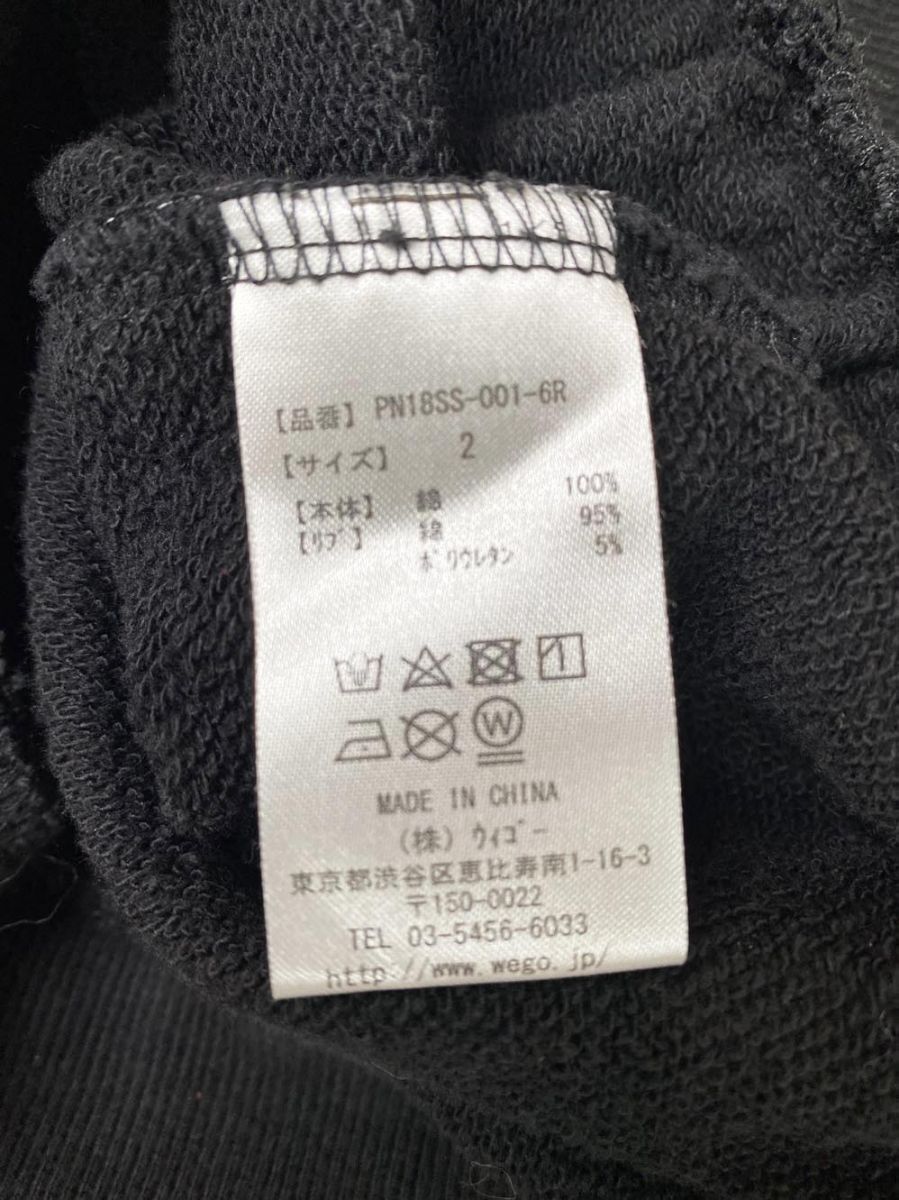 【品番】 PN18SS-001-6R
【サイズ】 2
【本体】 綿 100%
【ﾘﾌﾞ】 綿 95%
ﾎﾟﾘｳﾚﾀﾝ 5%
W
MADE IN CHINA
(株) ｳｨｺﾞｰ
東京都渋谷区恵比寿南1-16-3
〒150-0022
TEL 03-5456-6033
http://www.wego.jp/